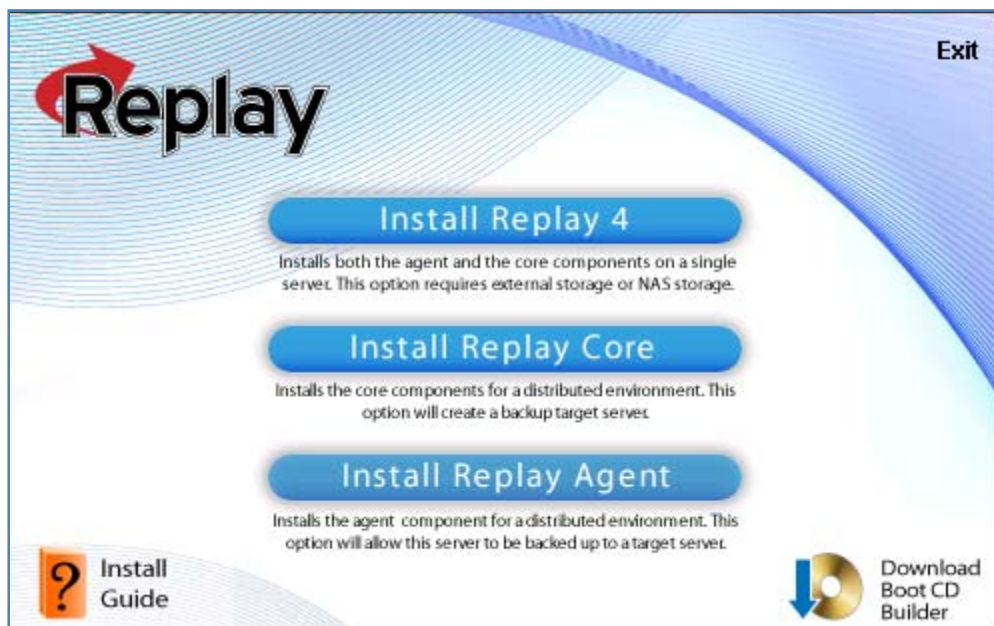 Exit
Replay
Install Replay 4
Installs both the agent and the core components on a single
server. This option requires external storage or NAS storage.
Install Replay Core
Installs the core components for a distributed environment. This
option will create a backup target server.
Install Replay Agent
Installs the agent component for a distributed environment. This
option will allow this server to be backed up to a target server.
?
Install
Guide
Download
Boot CD
Builder